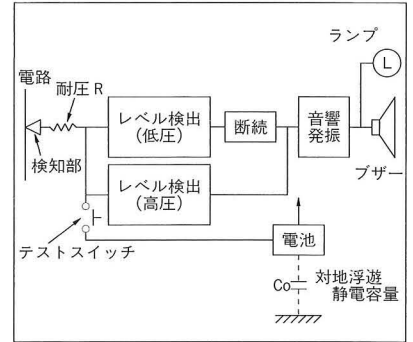 ランプ
L
電路
耐圧 R
レベル検出
(低圧)
断続
音響
発振
検知部
ブザー
レベル検出
(高圧)
テストスイッチ
電池
Co
対地浮遊
静電容量